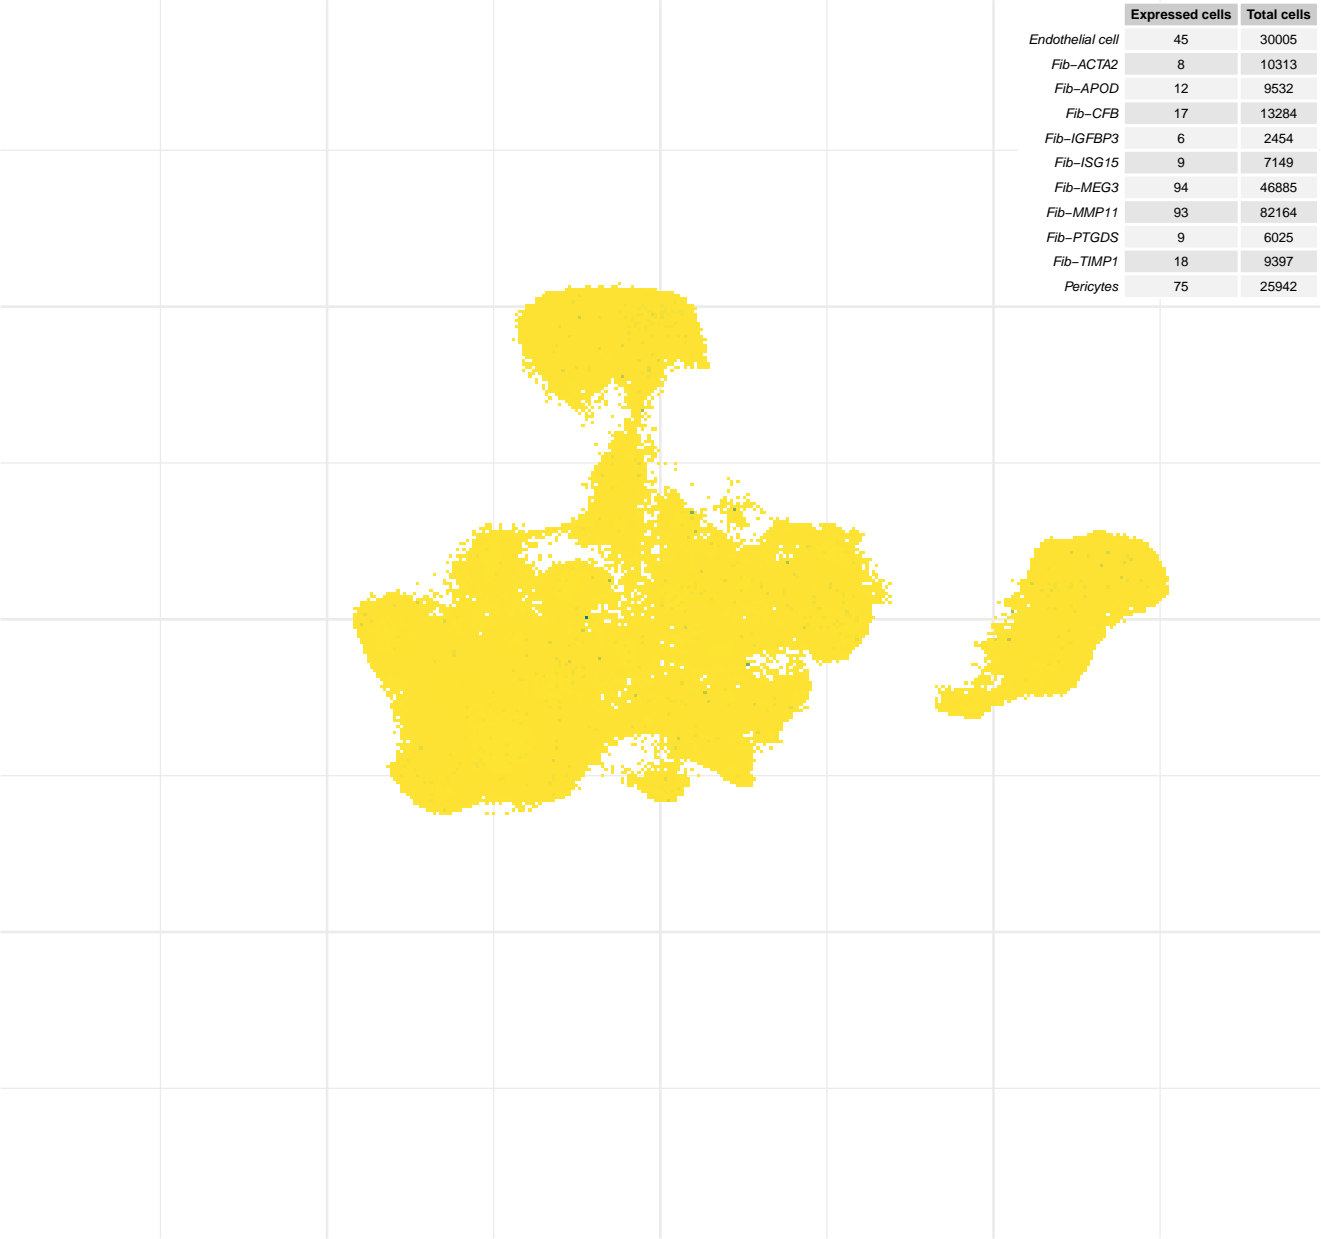 Expressed cells Total cells
Endothelial cell 45 30005
Fib−ACTA2 8 10313
Fib−APOD 12 9532
Fib−CFB 17 13284
Fib−IGFBP3 6 2454
Fib−ISG15 9 7149
Fib−MEG3 94 46885
Fib−MMP11 93 82164
Fib−PTGDS 9 6025
Fib−TIMP1 18 9397
Pericytes 75 25942